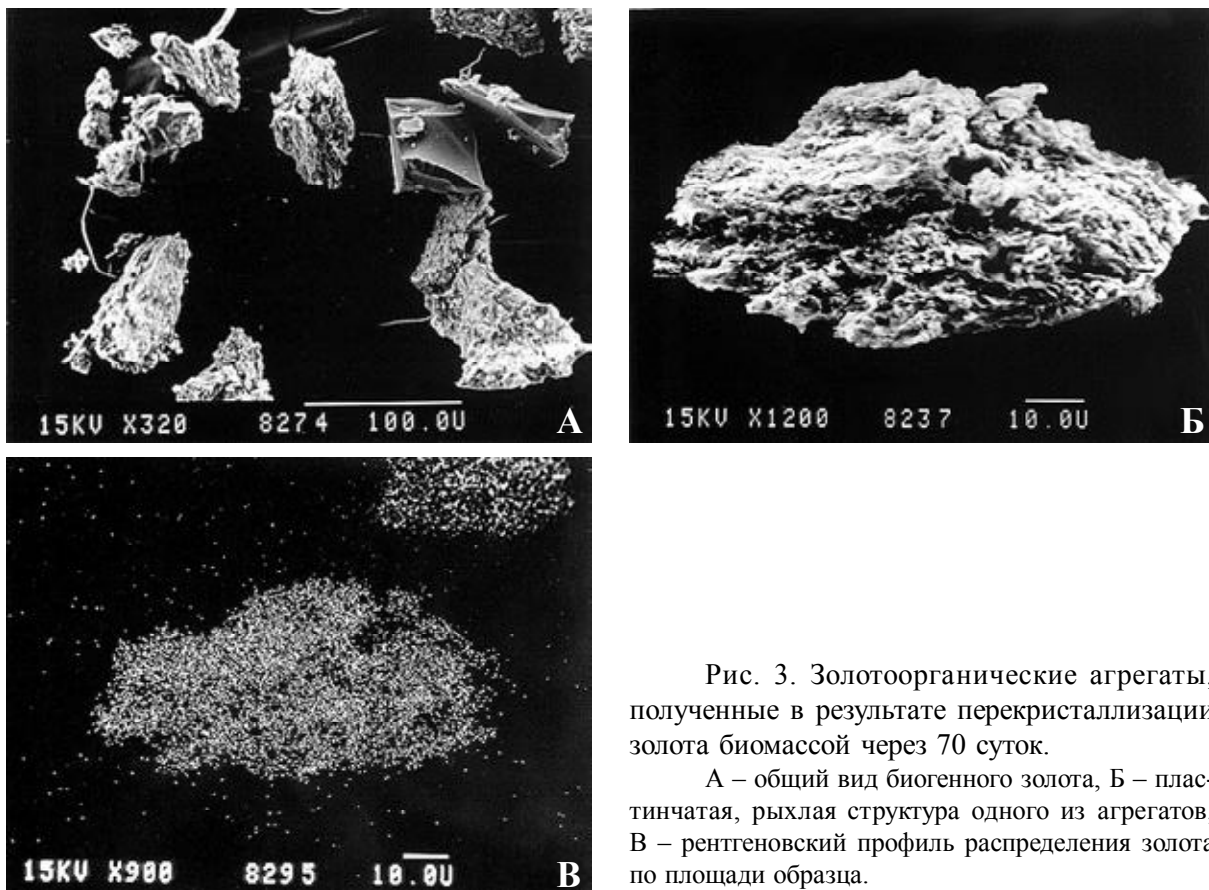 15KV X320 8274 100.0U А
15KV X1200 8237 10.0U Б
15KV X900 8295 10.0U В
Рис. 3. Золотоорганические агрегаты,
полученные в результате перекристаллизации
золота биомассой через 70 суток.
А – общий вид биогенного золота, Б – плас-
тинчатая, рыхлая структура одного из агрегатов,
В – рентгеновский профиль распределения золота
по площади образца.